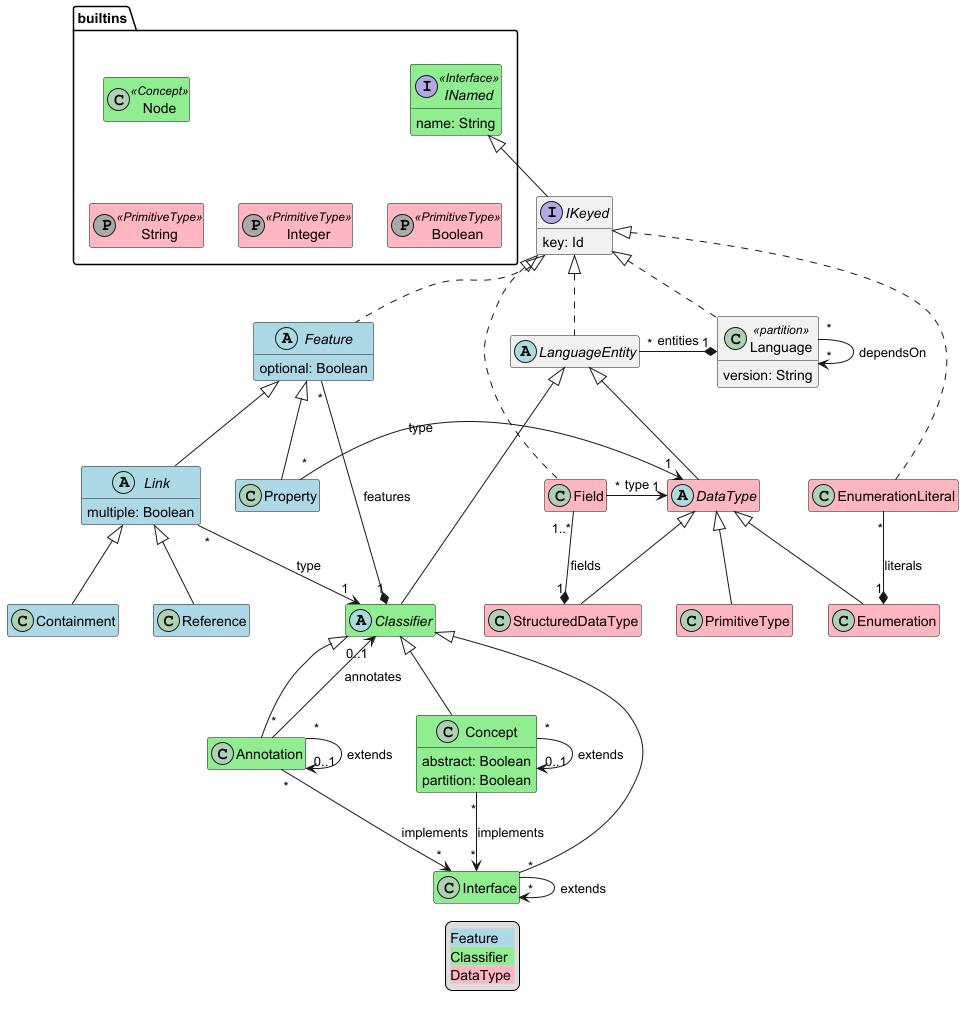 builtins
C
«Concept»
Node
I
«Interface»
INamed
name: String
P
«PrimitiveType»
String
P
«PrimitiveType»
Integer
P
«PrimitiveType»
Boolean
I
IKeyed
key: Id
A
Feature
optional: Boolean
A
LanguageEntity
* entities 1
C
«partition»
Language
version: String
*
*
dependsOn
*
type
A
Link
multiple: Boolean
*
C
Property
1
C
Field
* type 1
A
DataType
C
EnumerationLiteral
features
*
1..*
*
type
fields
literals
1
1
1
1
C
Containment
C
Reference
A
Classifier
C
StructuredDataType
C
PrimitiveType
C
Enumeration
0..1
annotates
*
*
*
C
Annotation
0..1
extends
C
Concept
abstract: Boolean
partition: Boolean
0..1
extends
*
*
implements
implements
*
*
*
C
Interface
*
extends
Feature
Classifier
DataType